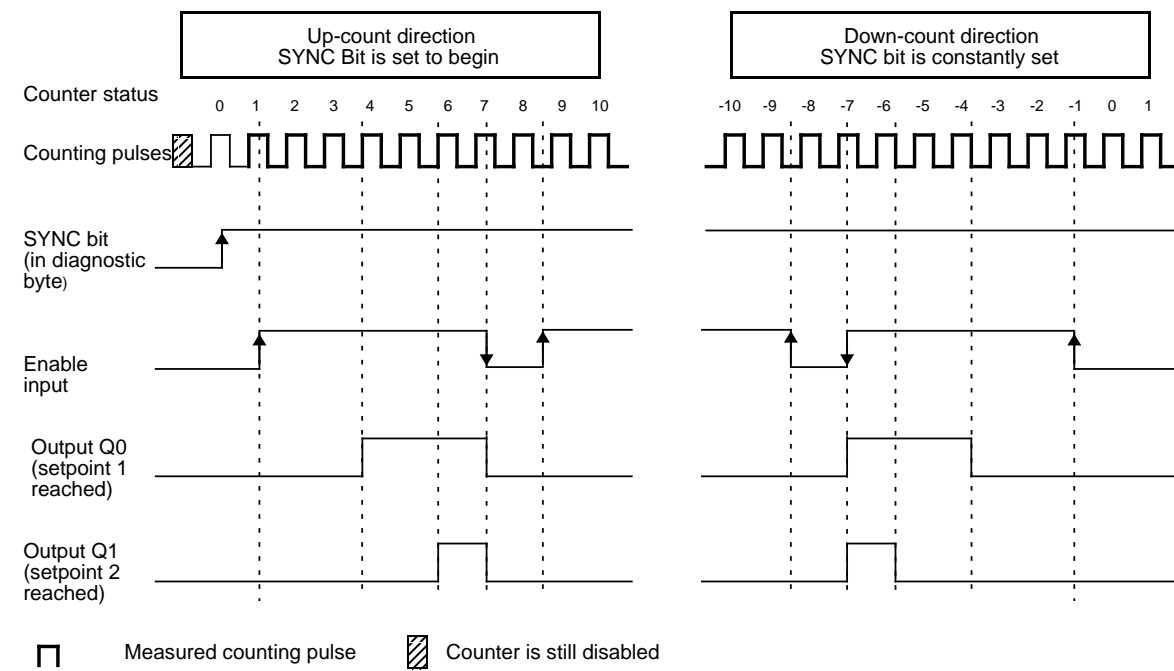 Up-count direction
SYNC Bit is set to begin
Down-count direction
SYNC bit is constantly set
Counter status
0 1 2 3 4 5 6 7 8 9 10
-10 -9 -8 -7 -6 -5 -4 -3 -2 -1 0 1
Counting pulses
SYNC bit
(in diagnostic
byte)
Enable
input
Output Q0
(setpoint 1
reached)
Output Q1
(setpoint 2
reached)
Measured counting pulse
Counter is still disabled